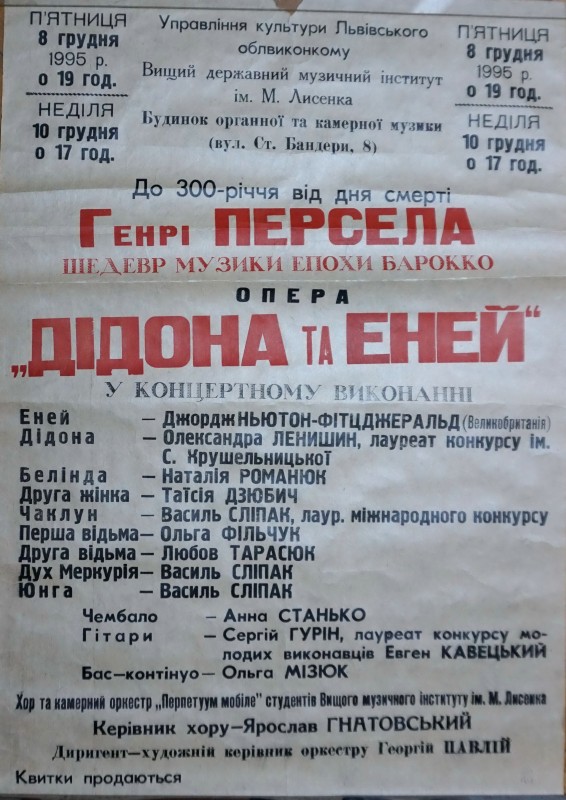 П'ЯТНИЦЯ
8 грудня
1995 р.
о 19 год.
НЕДІЛЯ
10 грудня
о 17 год.
Управління культури Львівського
облвиконкому
Вищий державний музичний інститут
ім. М. Лисенка
Будинок органної та камерної музики
(вул. Ст. Бандери, 8)
П'ЯТНИЦЯ
8 грудня
1995 р.
о 19 год.
НЕДІЛЯ
10 грудня
о 17 год.
До 300-річчя від дня смерті
Генрі ПЕРСЕЛА
ШЕДЕВР МУЗИКИ ЕПОХИ БАРОККО
ОПЕРА
„ДІДОНА та ЕНЕЙ“
У КОНЦЕРТНОМУ ВИКОНАННІ
Еней — Джордж НЬЮТОН-ФІТЦДЖЕРАЛЬД (Великобританія)
Дідона — Олександра ЛЕНИШИН, лауреат конкурсу ім.
С. Крушельницької
Белінда — Наталія РОМАНЮК
Друга жінка — Таїсія ДЗЮБИЧ
Чаклун — Василь СЛІПАК, лаур. міжнародного конкурсу
Перша відьма — Ольга ФІЛЬЧУК
Друга відьма — Любов ТАРАСЮК
Дух Меркурія — Василь СЛІПАК
Юнга — Василь СЛІПАК
Чембало — Анна СТАНЬКО
Гітари — Сергій ГУРІН, лауреат конкурсу мо-
лодих виконавців Евген КАВЕЦЬКИЙ
Бас-контінуо — Ольга МІЗЮК
Хор та камерний оркестр „Перпетуум мобіле“ студентів Вищого музичного інституту ім. М. Лисенка
Керівник хору — Ярослав ГНАТОВСЬКИЙ
Диригент — художній керівник оркестру Георгій ПАВЛІЙ
Квитки продаються